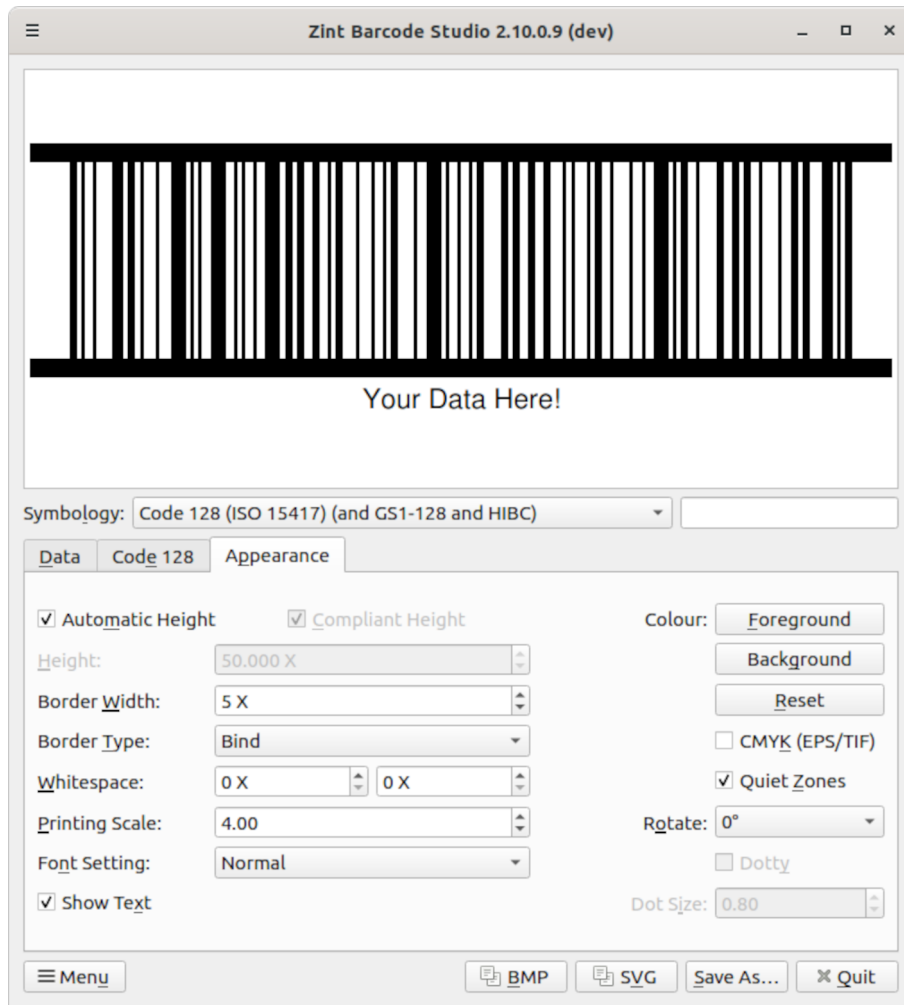 Zint Barcode Studio 2.10.0.9 (dev)
Your Data Here!
Symbology: Code 128 (ISO 15417) (and GS1-128 and HIBC)
Data Code 128 Appearance
Automatic Height Compliant Height Colour: Foreground
Height: 50.000 X Background
Border Width: 5 X Reset
Border Type: Bind CMYK (EPS/TIF)
Whitespace: 0 X 0 X Quiet Zones
Printing Scale: 4.00 Rotate: 0°
Font Setting: Normal Dotty
Show Text Dot Size: 0.80
Menu BMP SVG Save As... Quit